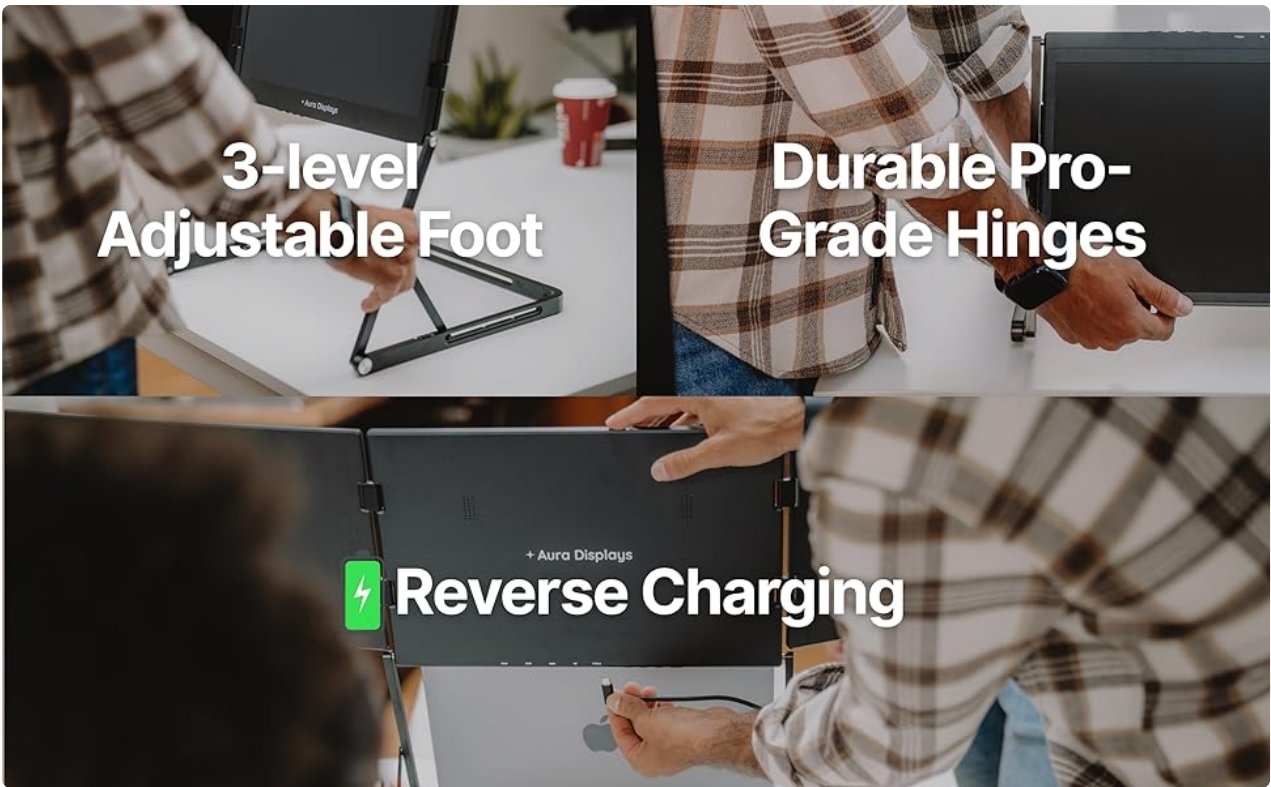 + Aura Displays
3-level
Adjustable Foot
Durable Pro-
Grade Hinges
+ Aura Displays
Reverse Charging